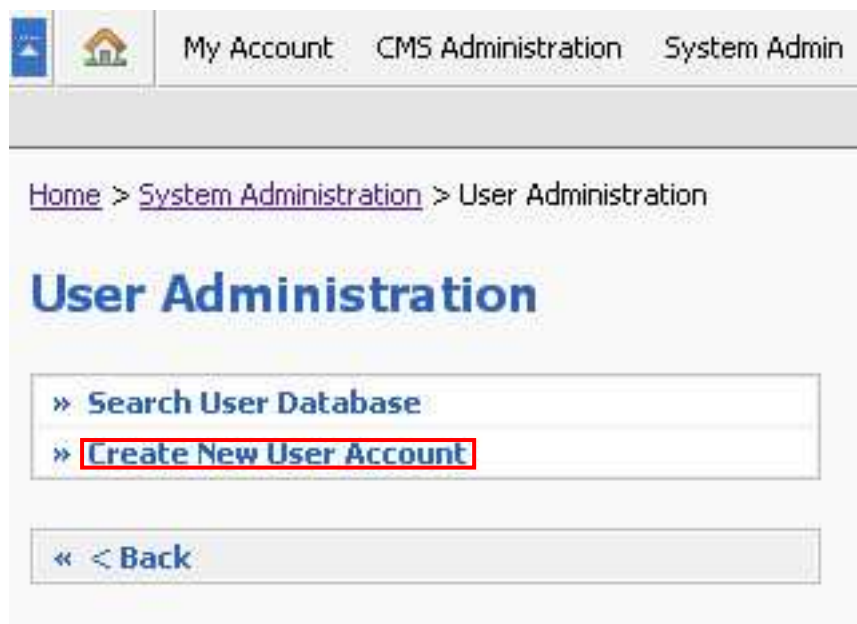 My Account CMS Administration System Admin
Home > System Administration > User Administration
User Administration
» Search User Database
» Create New User Account
« < Back